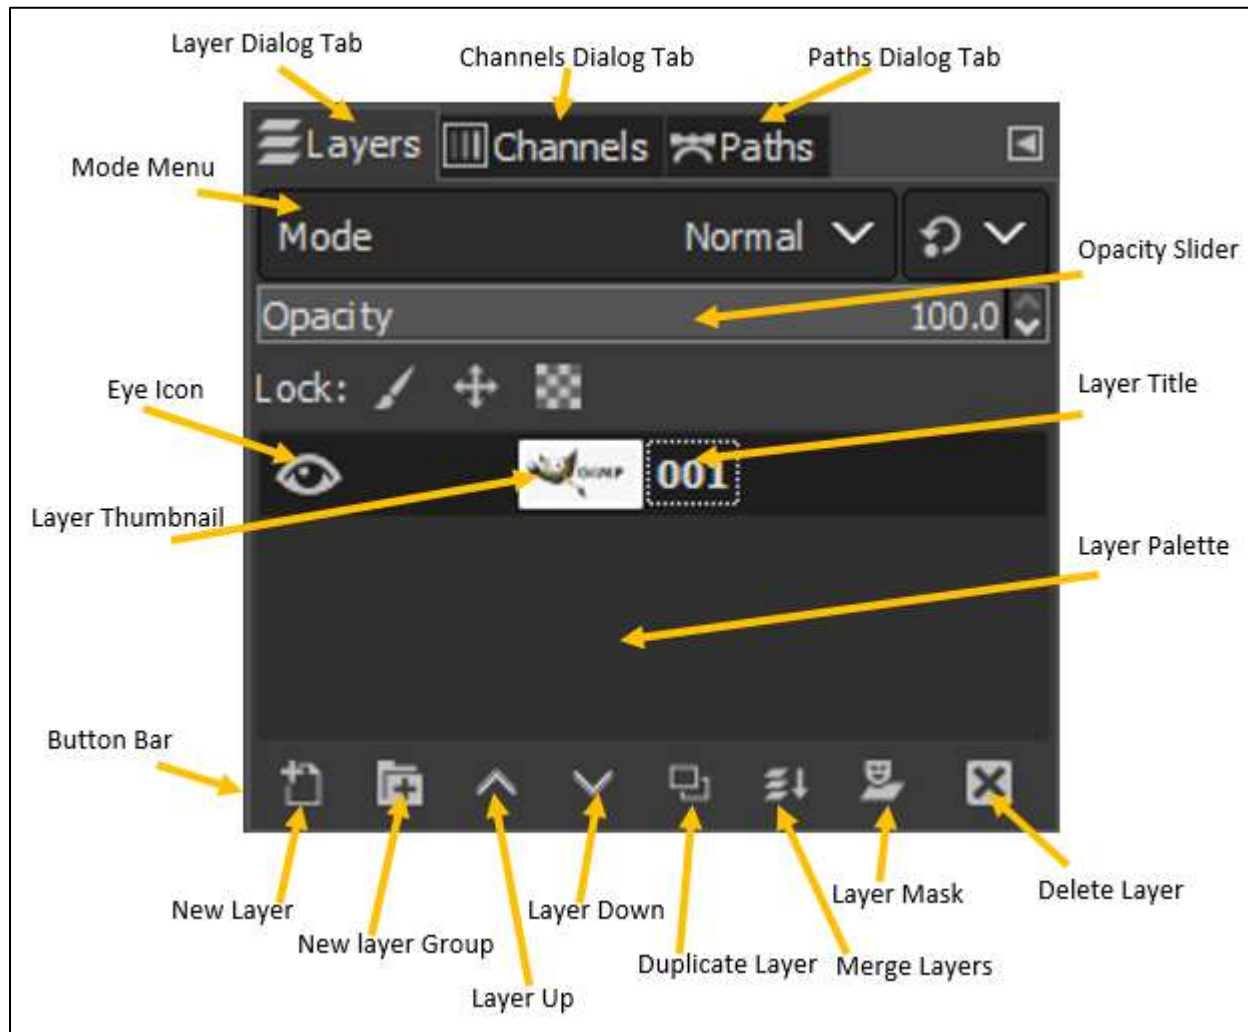 Layer Dialog Tab
Channels Dialog Tab
Paths Dialog Tab
Layers
Channels
Paths
Mode Menu
Mode
Normal
Opacity Slider
Opacity
100.0
Eye Icon
Lock:
Layer Title
GIMP
001
Layer Thumbnail
Layer Palette
Button Bar
New Layer
New layer Group
Layer Up
Layer Down
Duplicate Layer
Merge Layers
Layer Mask
Delete Layer